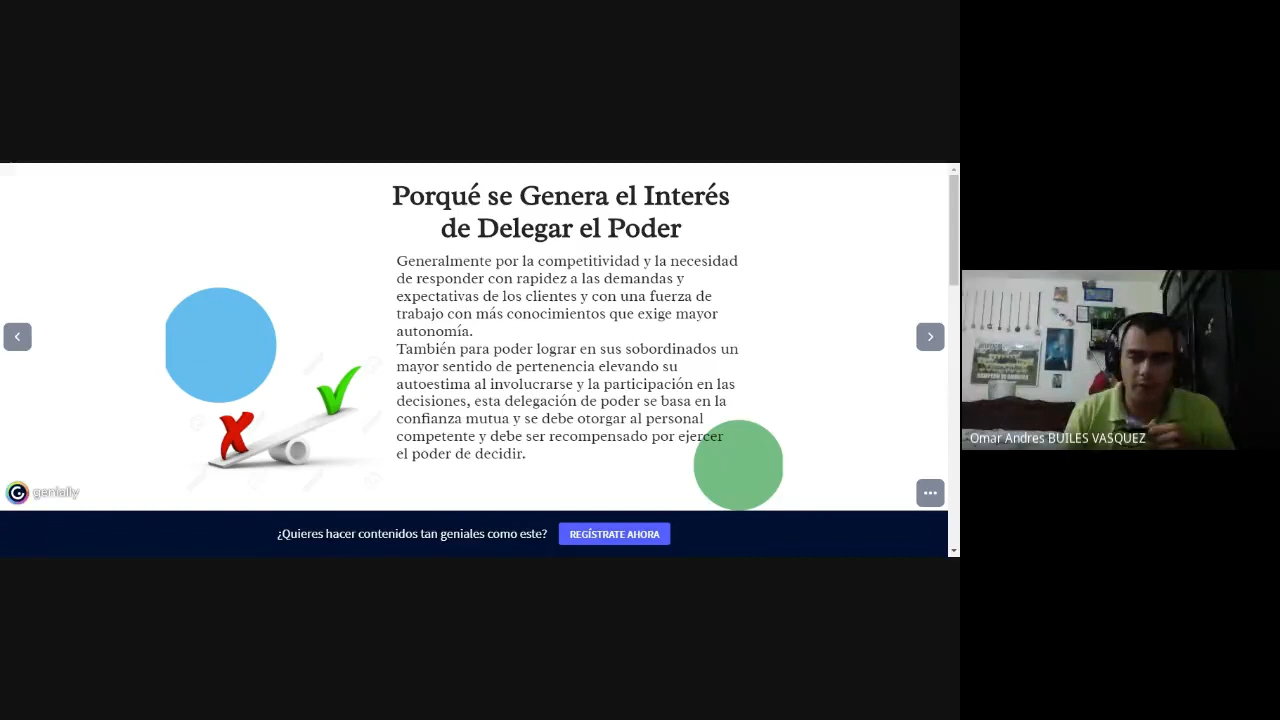 Porqué se Genera el Interés
de Delegar el Poder
Generalmente por la competitividad y la necesidad
de responder con rapidez a las demandas y
expectativas de los clientes y con una fuerza de
trabajo con más conocimientos que exige mayor
autonomía.
También para poder lograr en sus sobordinados un
mayor sentido de pertenencia elevando su
autoestima al involucrarse y la participación en las
decisiones, esta delegación de poder se basa en la
confianza mutua y se debe otorgar al personal
competente y debe ser recompensado por ejercer
el poder de decidir.
genially
¿Quieres hacer contenidos tan geniales como este?
REGÍSTRATE AHORA
Omar Andres BUILES VASQUEZ